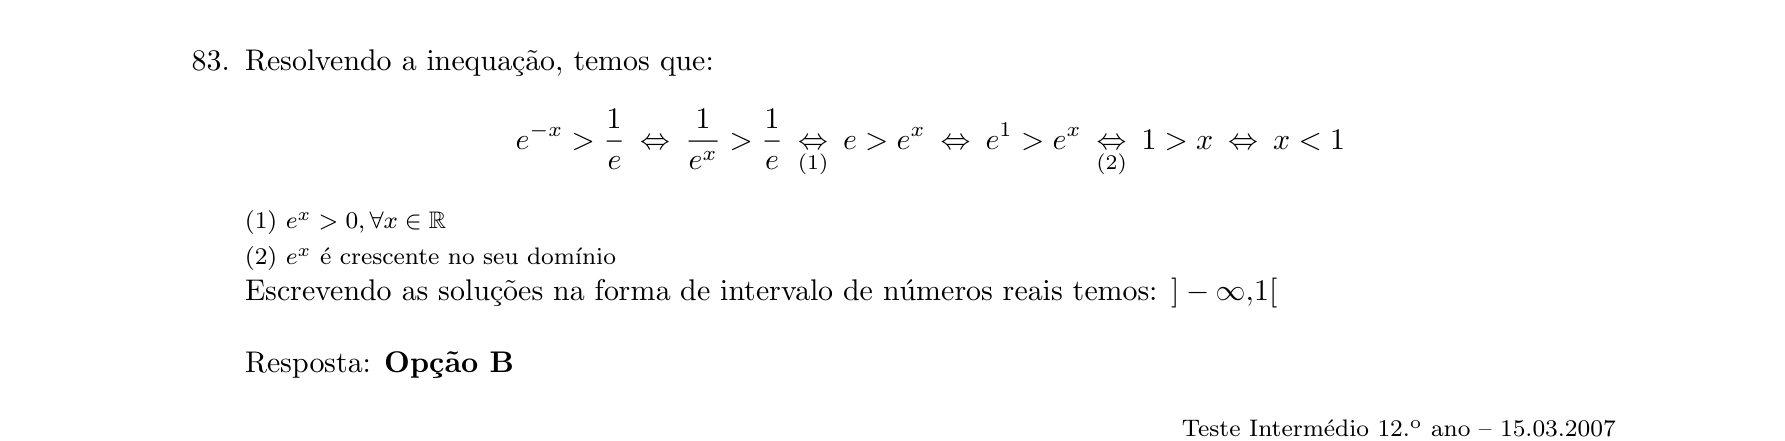 83. Resolvendo a inequação, temos que:
$e^{-x} > \frac{1}{e} \Leftrightarrow \frac{1}{e^x} > \frac{1}{e} \underset{(1)}{\Leftrightarrow} e > e^x \Leftrightarrow e^1 > e^x \underset{(2)}{\Leftrightarrow} 1 > x \Leftrightarrow x < 1$
(1) $e^x > 0, \forall x \in \mathbb{R}$
(2) $e^x$ é crescente no seu domínio
Escrevendo as soluções na forma de intervalo de números reais temos: $]-\infty,1[$
Resposta: Opção B
Teste Intermédio 12.º ano – 15.03.2007